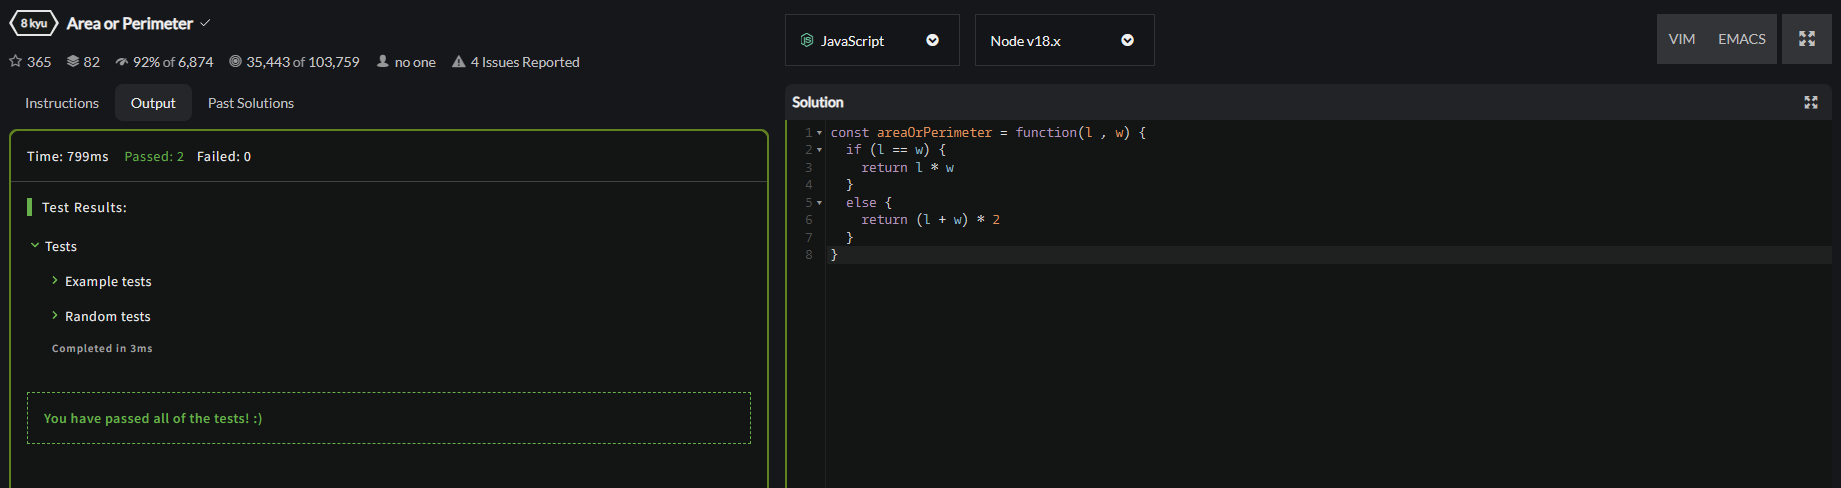 8 kyu Area or Perimeter
365 82 92% of 6,874 35,443 of 103,759 no one 4 Issues Reported
Instructions Output Past Solutions
Time: 799ms Passed: 2 Failed: 0
Test Results:
Tests
Example tests
Random tests
Completed in 3ms
You have passed all of the tests! :)
JavaScript Node v18.x VIM EMACS
Solution
1 const areaOrPerimeter = function(l , w) {
2 if (l == w) {
3 return l * w
4 }
5 else {
6 return (l + w) * 2
7 }
8 }